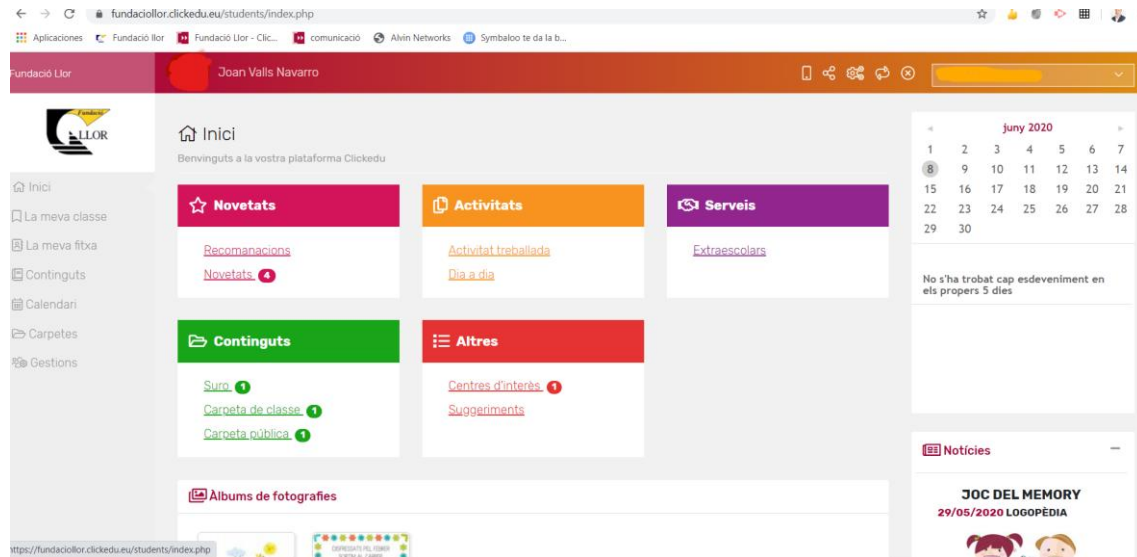 fundaciollor.clickedu.eu/students/index.php
Aplicaciones Fundació llor Fundació Llor - Clic... comunicació Alvin Networks Symbaloo te da la b...
Fundació Llor
Joan Valls Navarro
Fundació
LLOR
Inici
La meva classe
La meva fitxa
Continguts
Calendari
Carpetes
Gestions
Inici
Benvinguts a la vostra plataforma Clickedu
Novetats
Recomanacions
Novetats 4
Activitats
Activitat treballada
Dia a dia
Serveis
Extraescolars
Continguts
Suro 1
Carpeta de classe 1
Carpeta pública 1
Altres
Centres d'interès 1
Suggeriments
Àlbums de fotografies
juny 2020
1 2 3 4 5 6 7
8 9 10 11 12 13 14
15 16 17 18 19 20 21
22 23 24 25 26 27 28
29 30
No s'ha trobat cap esdeveniment en
els propers 5 dies
Notícies
JOC DEL MEMORY
29/05/2020 LOGOPÈDIA
https://fundaciollor.clickedu.eu/students/index.php